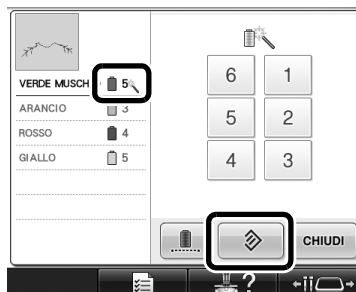 VERDE MUSCH 5
ARANCIO 3
ROSSO 4
GIALLO 5
6 1
5 2
4 3
CHIUDI
?